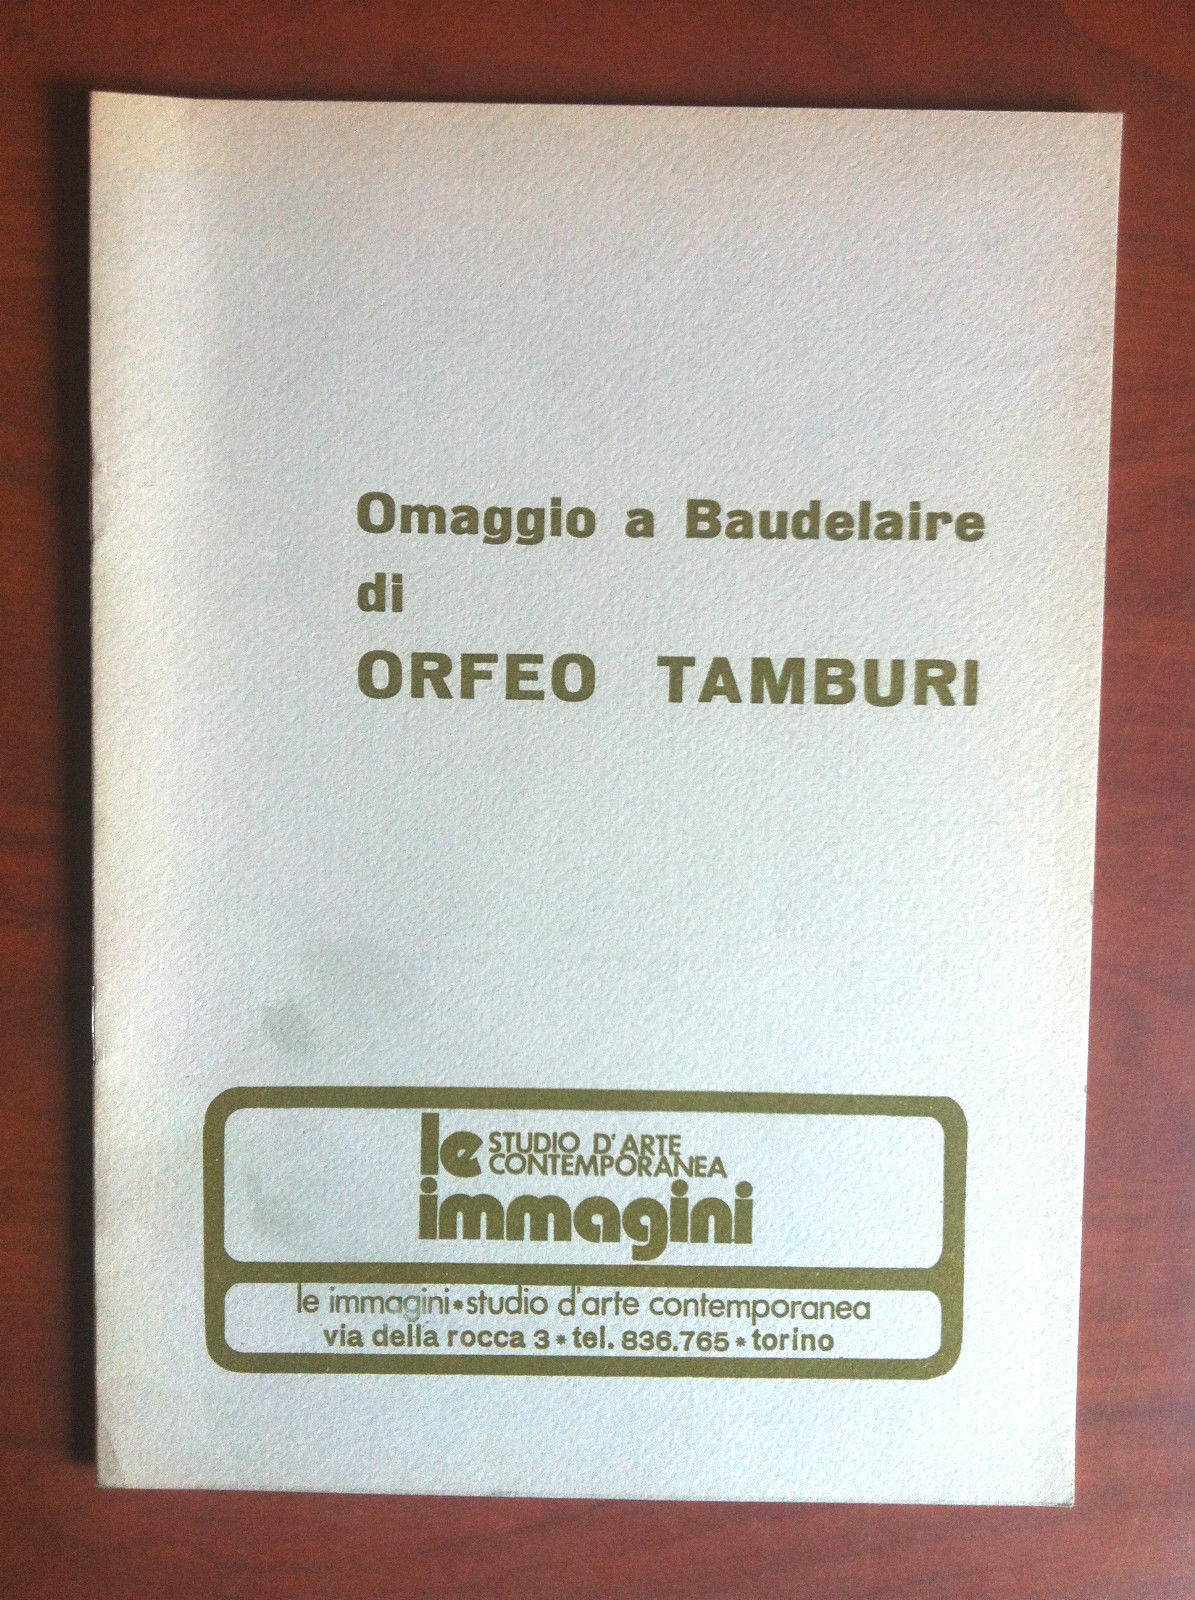 Omaggio a Baudelaire
di
ORFEO TAMBURI
le STUDIO D'ARTE
CONTEMPORANEA
immagini
le immagini*studio d'arte contemporanea
via della rocca 3*tel. 836.765*torino